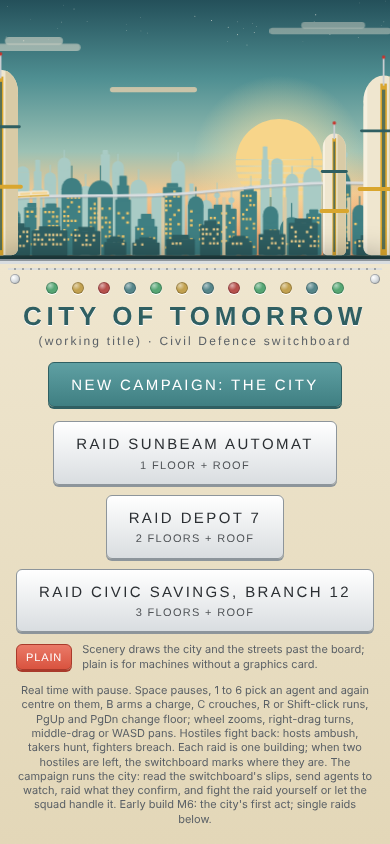 CITY OF TOMORROW
(working title) · Civil Defence switchboard
NEW CAMPAIGN: THE CITY
RAID SUNBEAM AUTOMAT
1 FLOOR + ROOF
RAID DEPOT 7
2 FLOORS + ROOF
RAID CIVIC SAVINGS, BRANCH 12
3 FLOORS + ROOF
PLAIN
Scenery draws the city and the streets past the board;
plain is for machines without a graphics card.
Real time with pause. Space pauses, 1 to 6 pick an agent and again
centre on them, B arms a charge, C crouches, R or Shift-click runs,
PgUp and PgDn change floor; wheel zooms, right-drag turns,
middle-drag or WASD pans. Hostiles fight back: hosts ambush,
takers hunt, fighters breach. Each raid is one building; when two
hostiles are left, the switchboard marks where they are. The
campaign runs the city: read the switchboard's slips, send agents to
watch, raid what they confirm, and fight the raid yourself or let the
squad handle it. Early build M6: the city's first act; single raids
below.